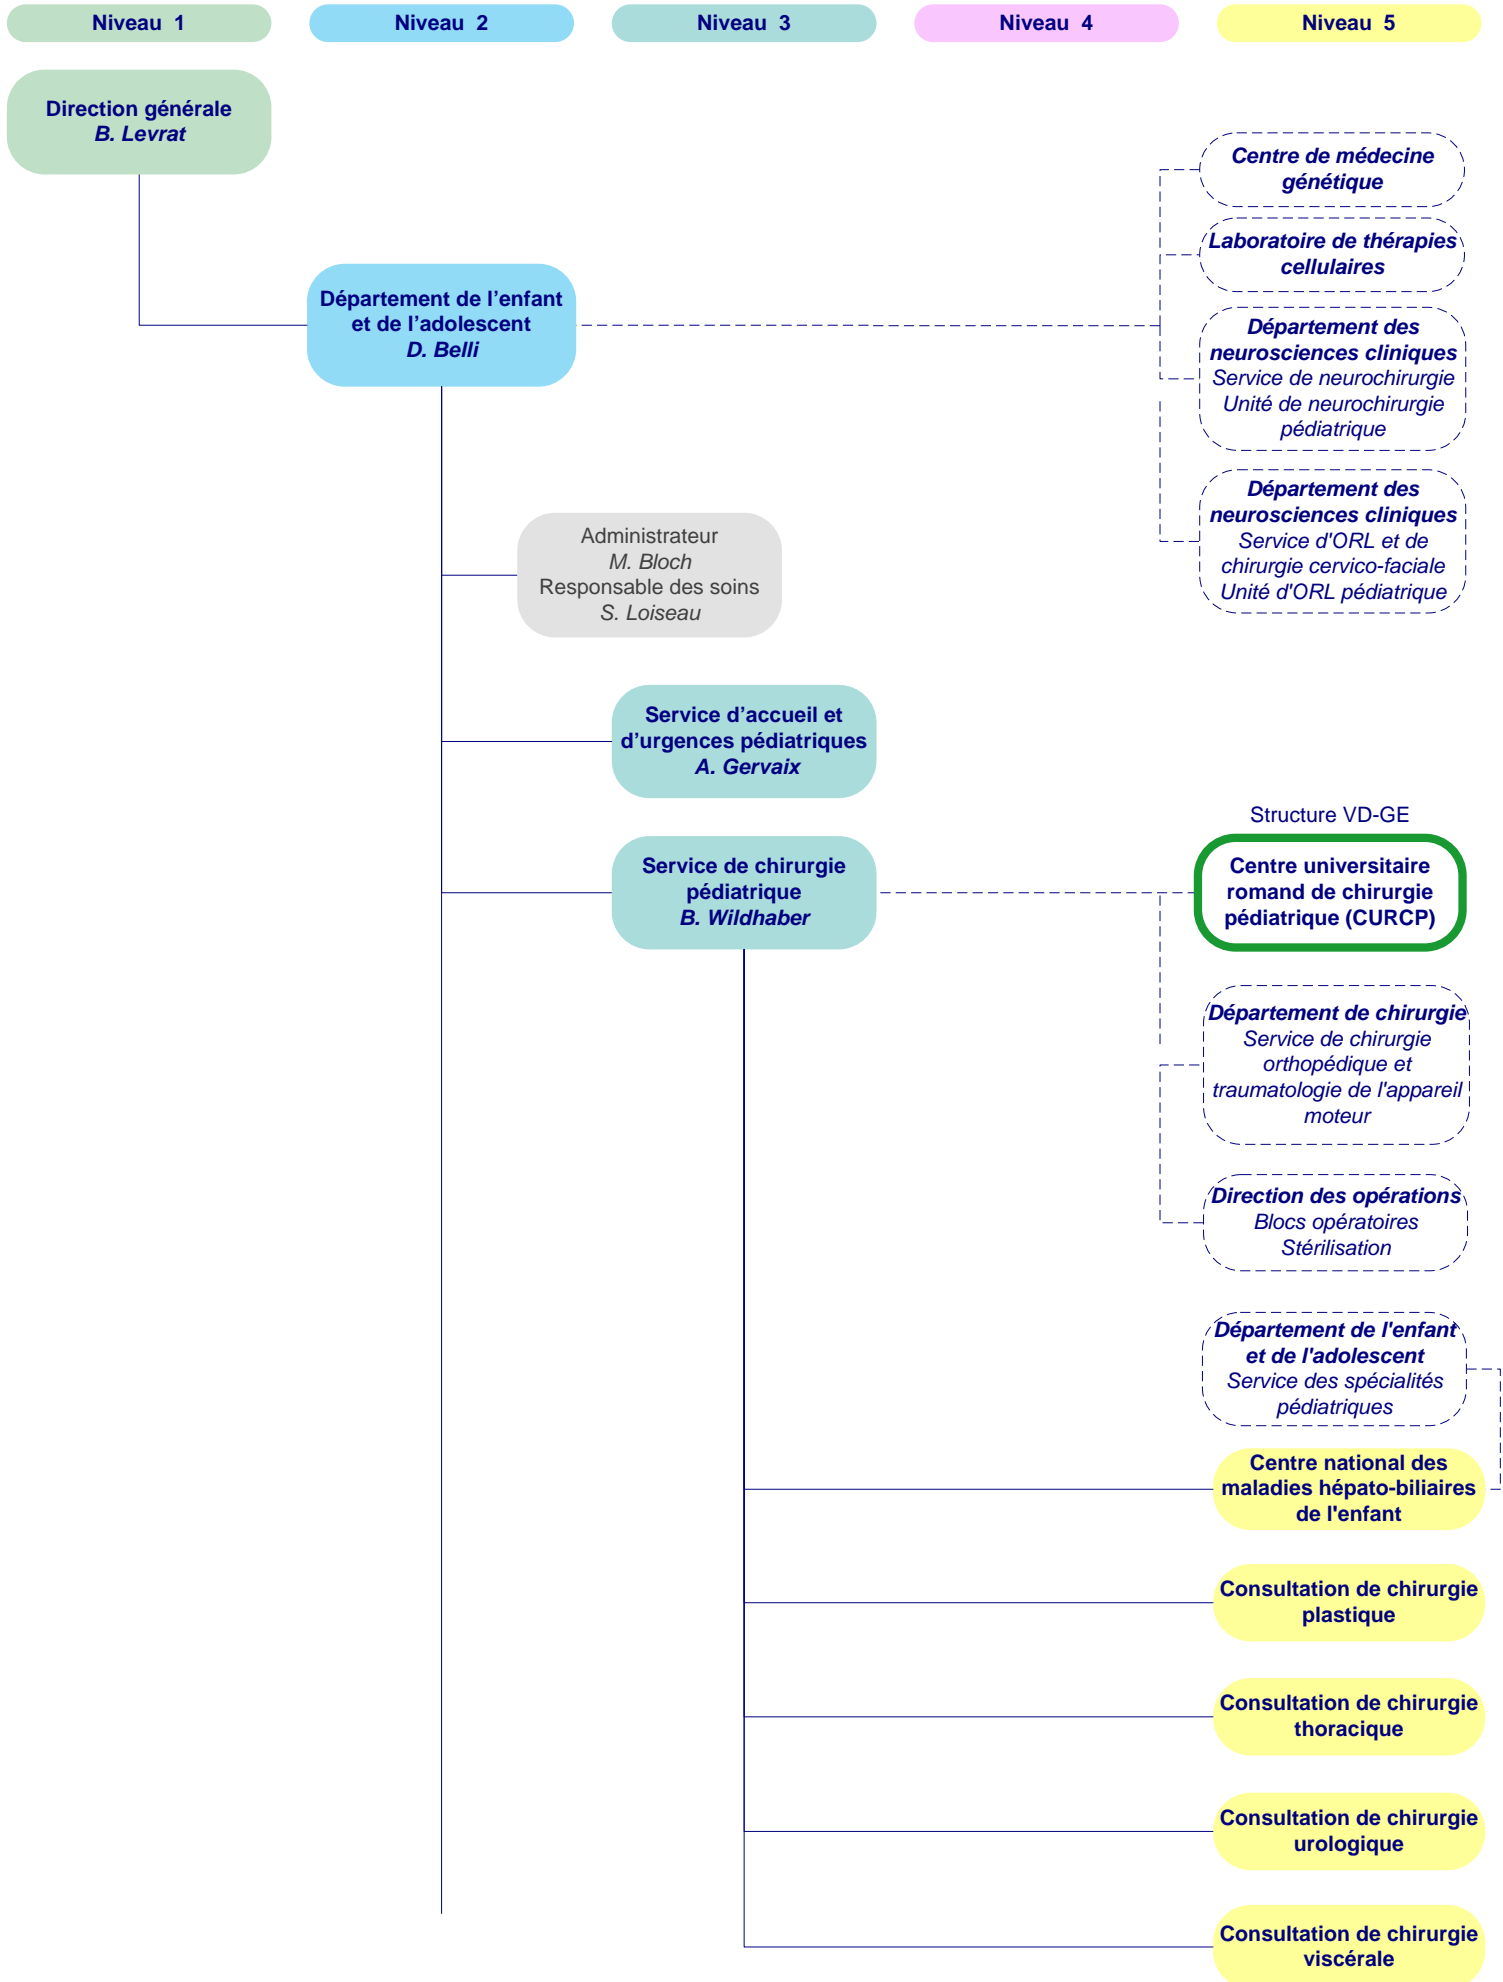 Niveau 1
Niveau 2
Niveau 3
Niveau 4
Niveau 5
Direction générale
B. Levrat
Centre de médecine
génétique
Laboratoire de thérapies
cellulaires
Département de l’enfant
et de l’adolescent
D. Belli
Département des
neurosciences cliniques
Service de neurochirurgie
Unité de neurochirurgie
pédiatrique
Département des
neurosciences cliniques
Service d'ORL et de
chirurgie cervico-faciale
Unité d'ORL pédiatrique
Administrateur
M. Bloch
Responsable des soins
S. Loiseau
Service d’accueil et
d’urgences pédiatriques
A. Gervaix
Service de chirurgie
pédiatrique
B. Wildhaber
Structure VD-GE
Centre universitaire
romand de chirurgie
pédiatrique (CURCP)
Département de chirurgie
Service de chirurgie
orthopédique et
traumatologie de l'appareil
moteur
Direction des opérations
Blocs opératoires
Stérilisation
Département de l'enfant
et de l'adolescent
Service des spécialités
pédiatriques
Centre national des
maladies hépato-biliaires
de l'enfant
Consultation de chirurgie
plastique
Consultation de chirurgie
thoracique
Consultation de chirurgie
urologique
Consultation de chirurgie
viscérale